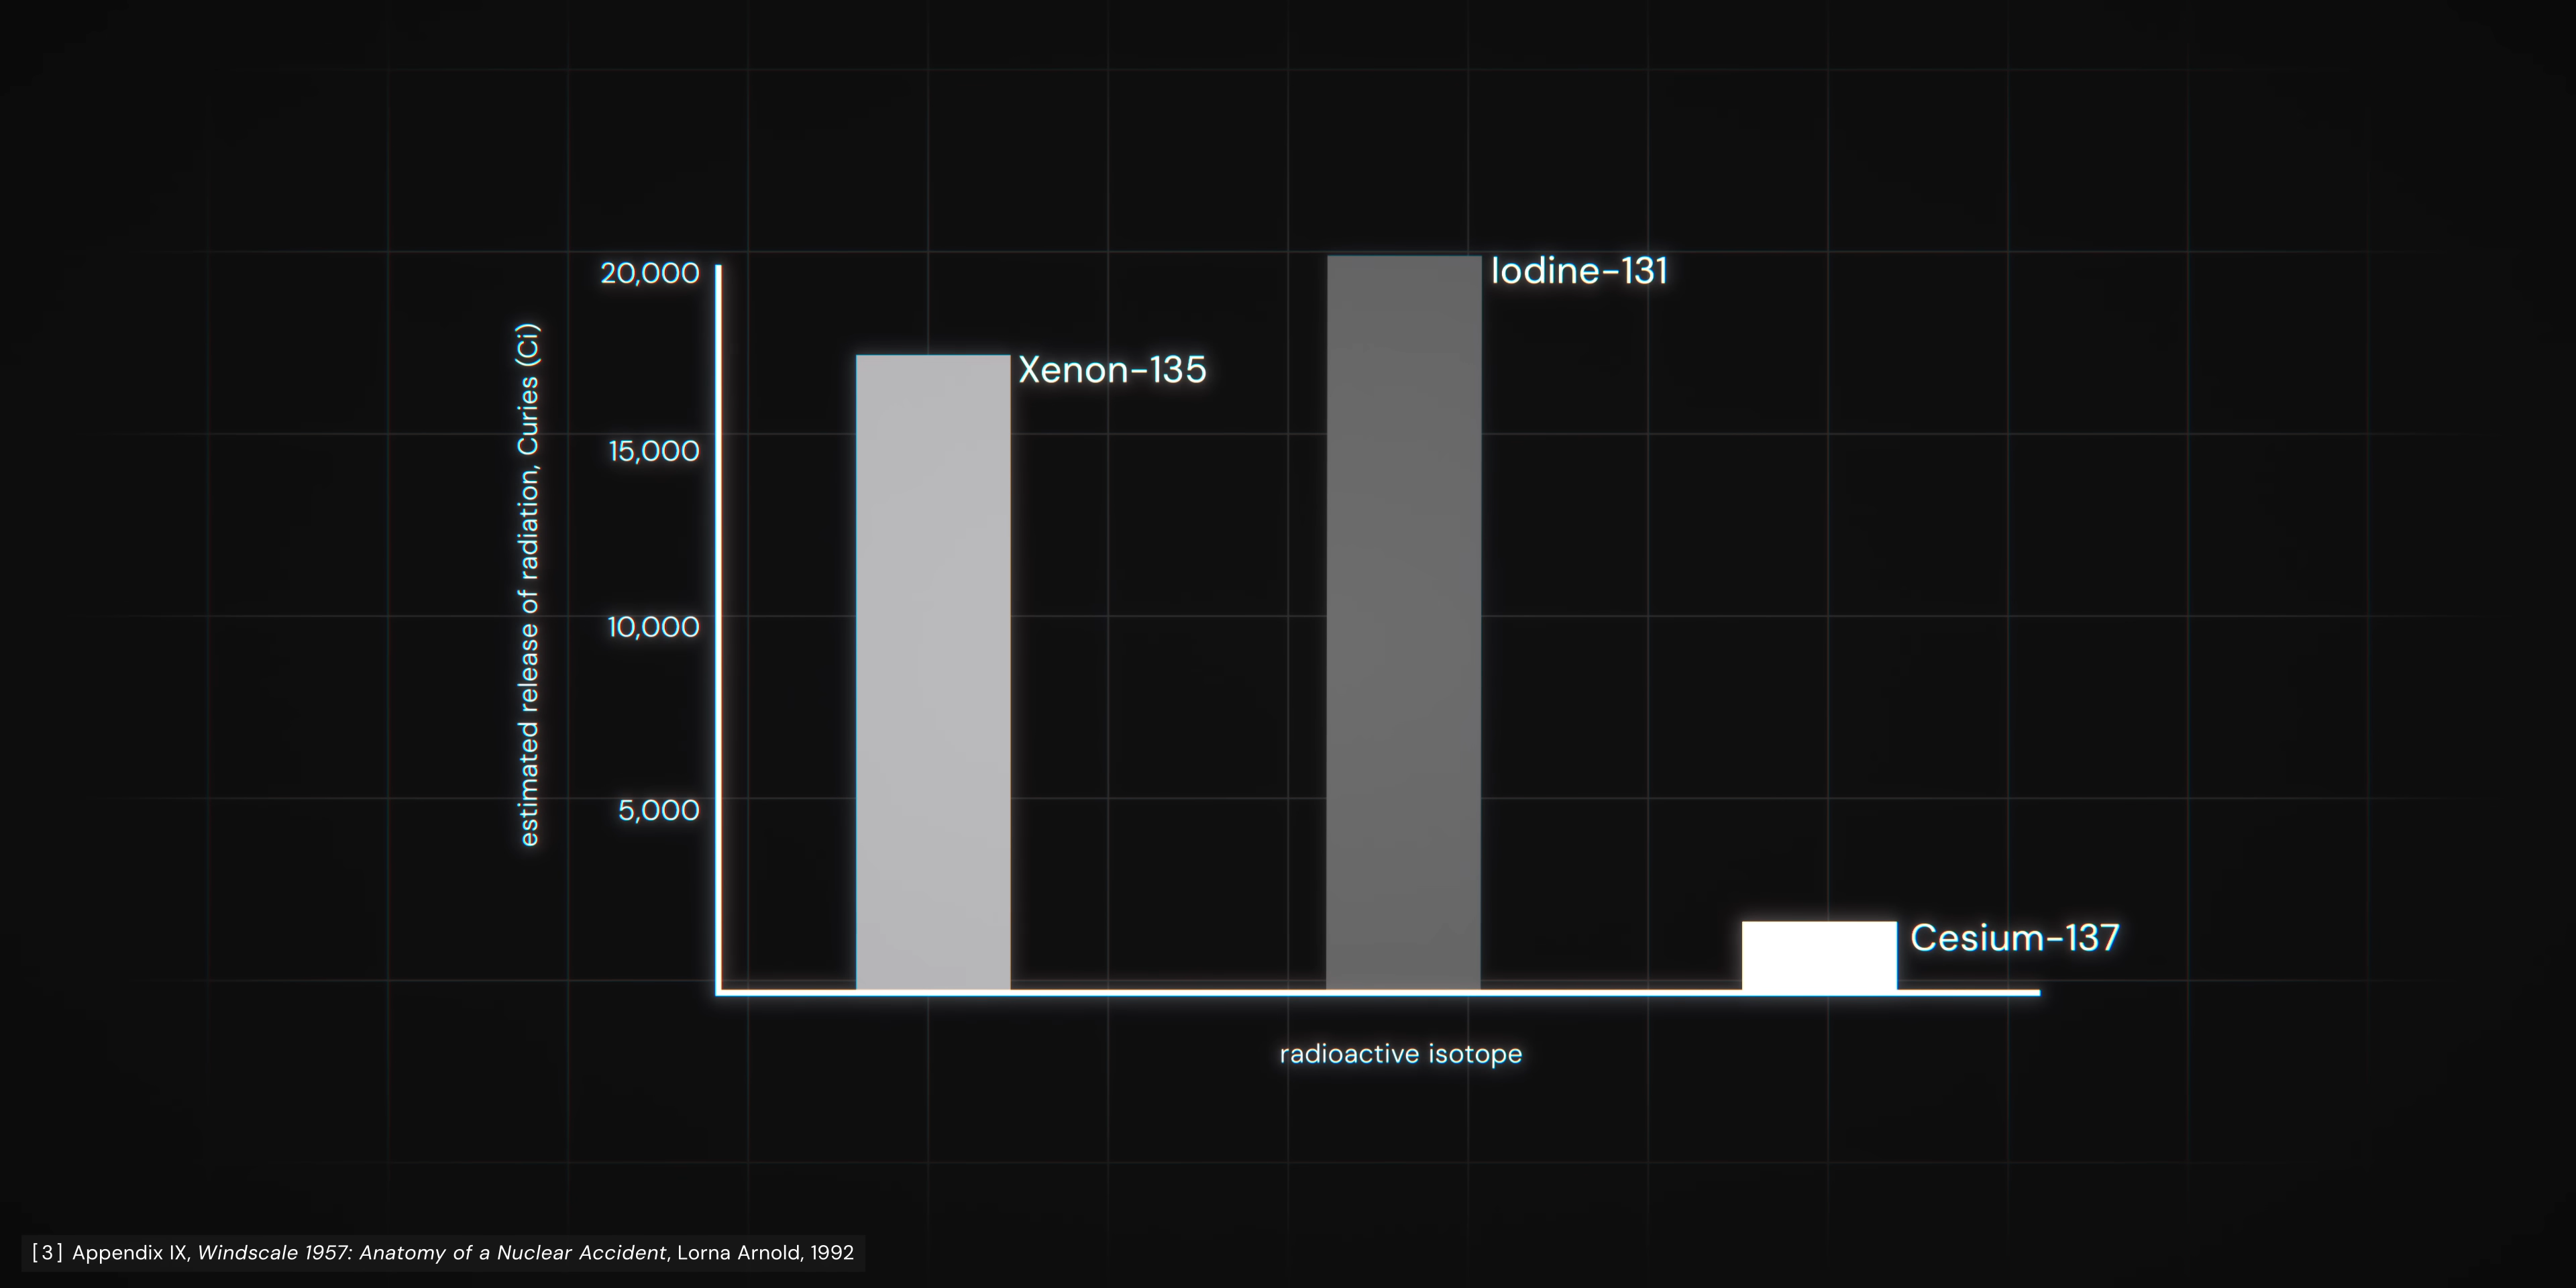 20,000
15,000
10,000
5,000
estimated release of radiation, Curies (Ci)
Xenon-135
Iodine-131
Cesium-137
radioactive isotope
[3] Appendix IX, Windscale 1957: Anatomy of a Nuclear Accident, Lorna Arnold, 1992